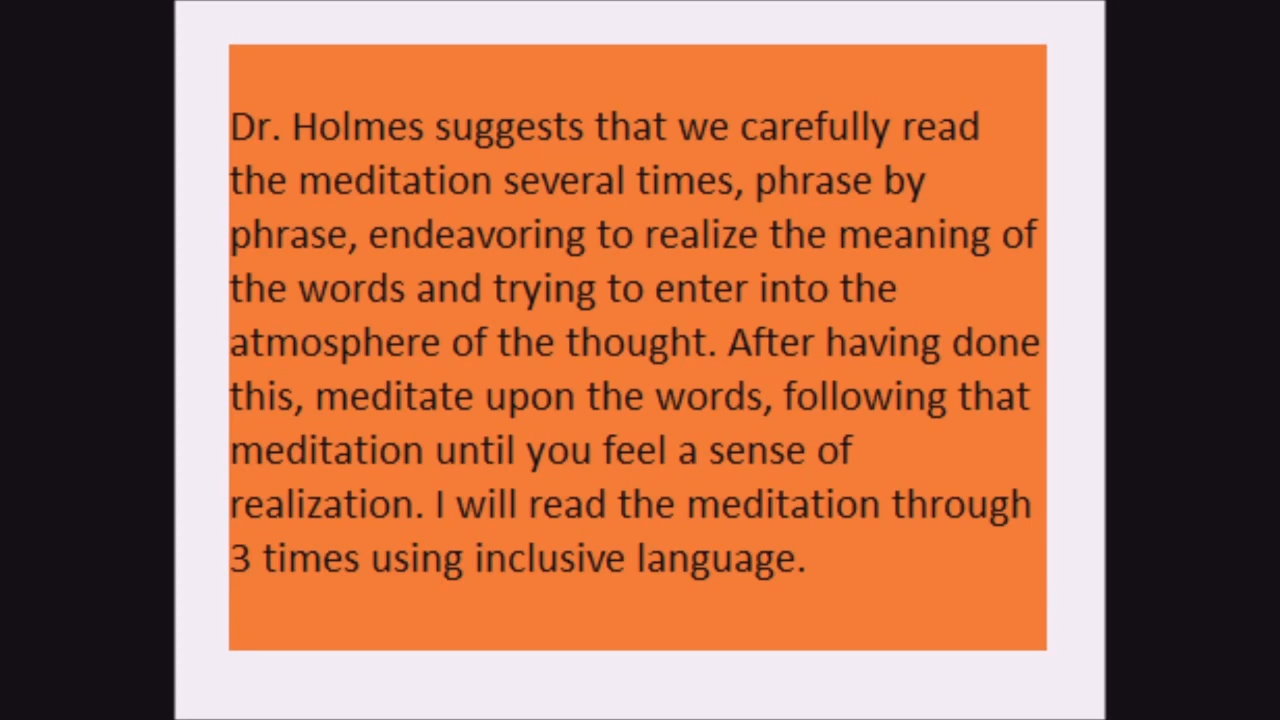 Dr. Holmes suggests that we carefully read
the meditation several times, phrase by
phrase, endeavoring to realize the meaning of
the words and trying to enter into the
atmosphere of the thought. After having done
this, meditate upon the words, following that
meditation until you feel a sense of
realization. I will read the meditation through
3 times using inclusive language.